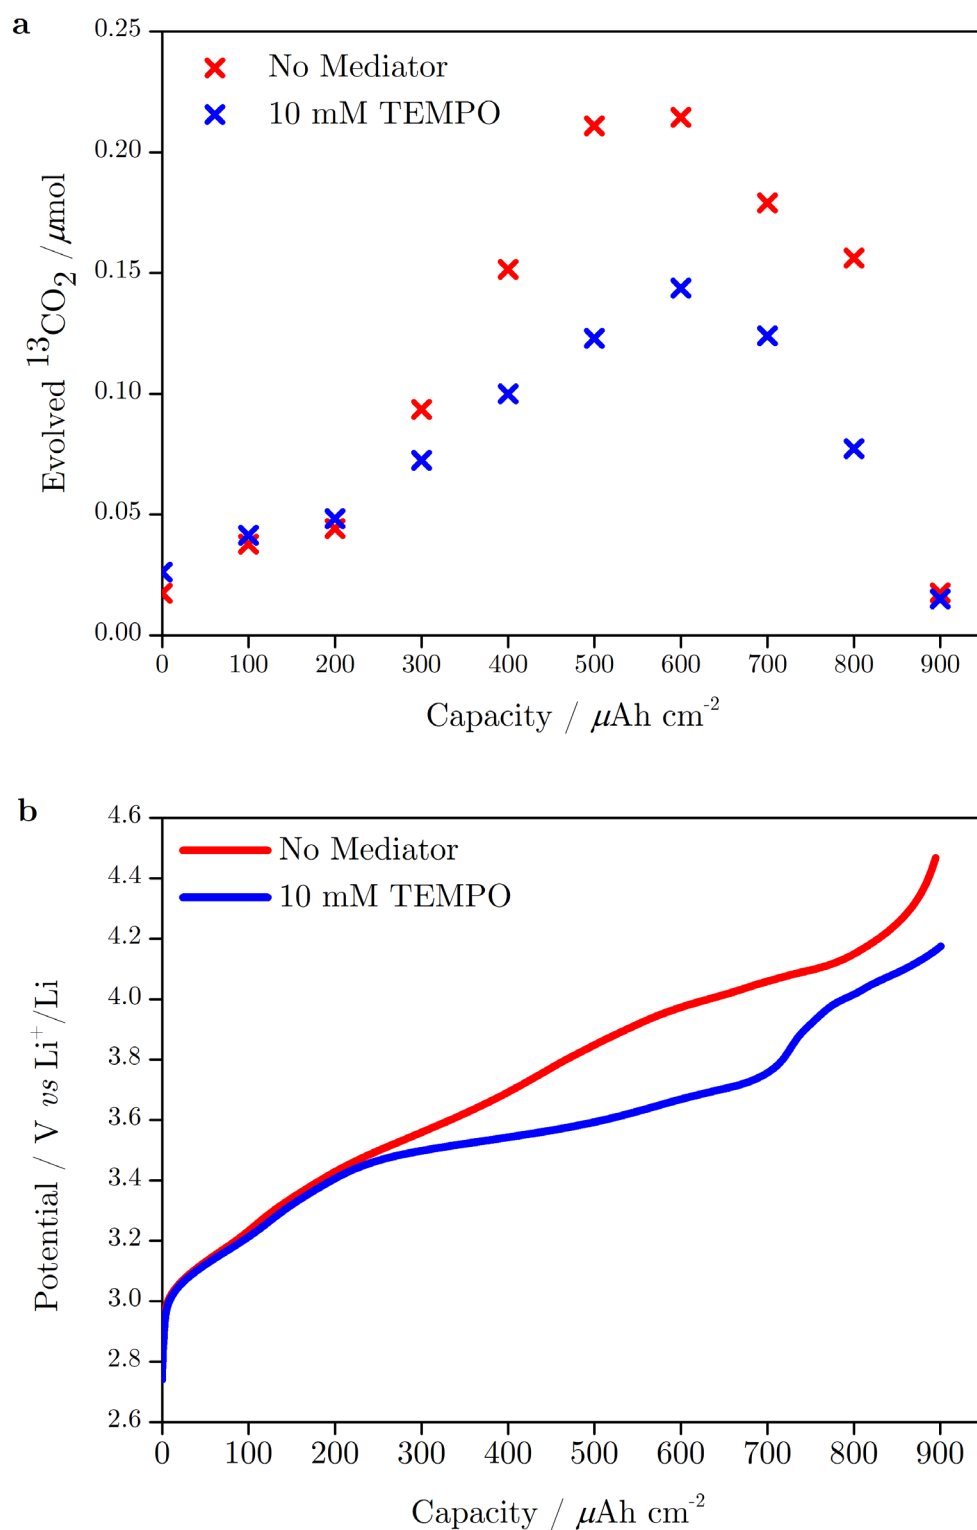 a
No Mediator
10 mM TEMPO
0.25
0.20
0.15
0.10
0.05
0.00
Evolved ¹³CO₂ /μmol
0 100 200 300 400 500 600 700 800 900
Capacity / μAh cm⁻²
b
No Mediator
10 mM TEMPO
4.6
4.4
4.2
4.0
3.8
3.6
3.4
3.2
3.0
2.8
2.6
Potential / V vs Li⁺/Li
0 100 200 300 400 500 600 700 800 900
Capacity / μAh cm⁻²